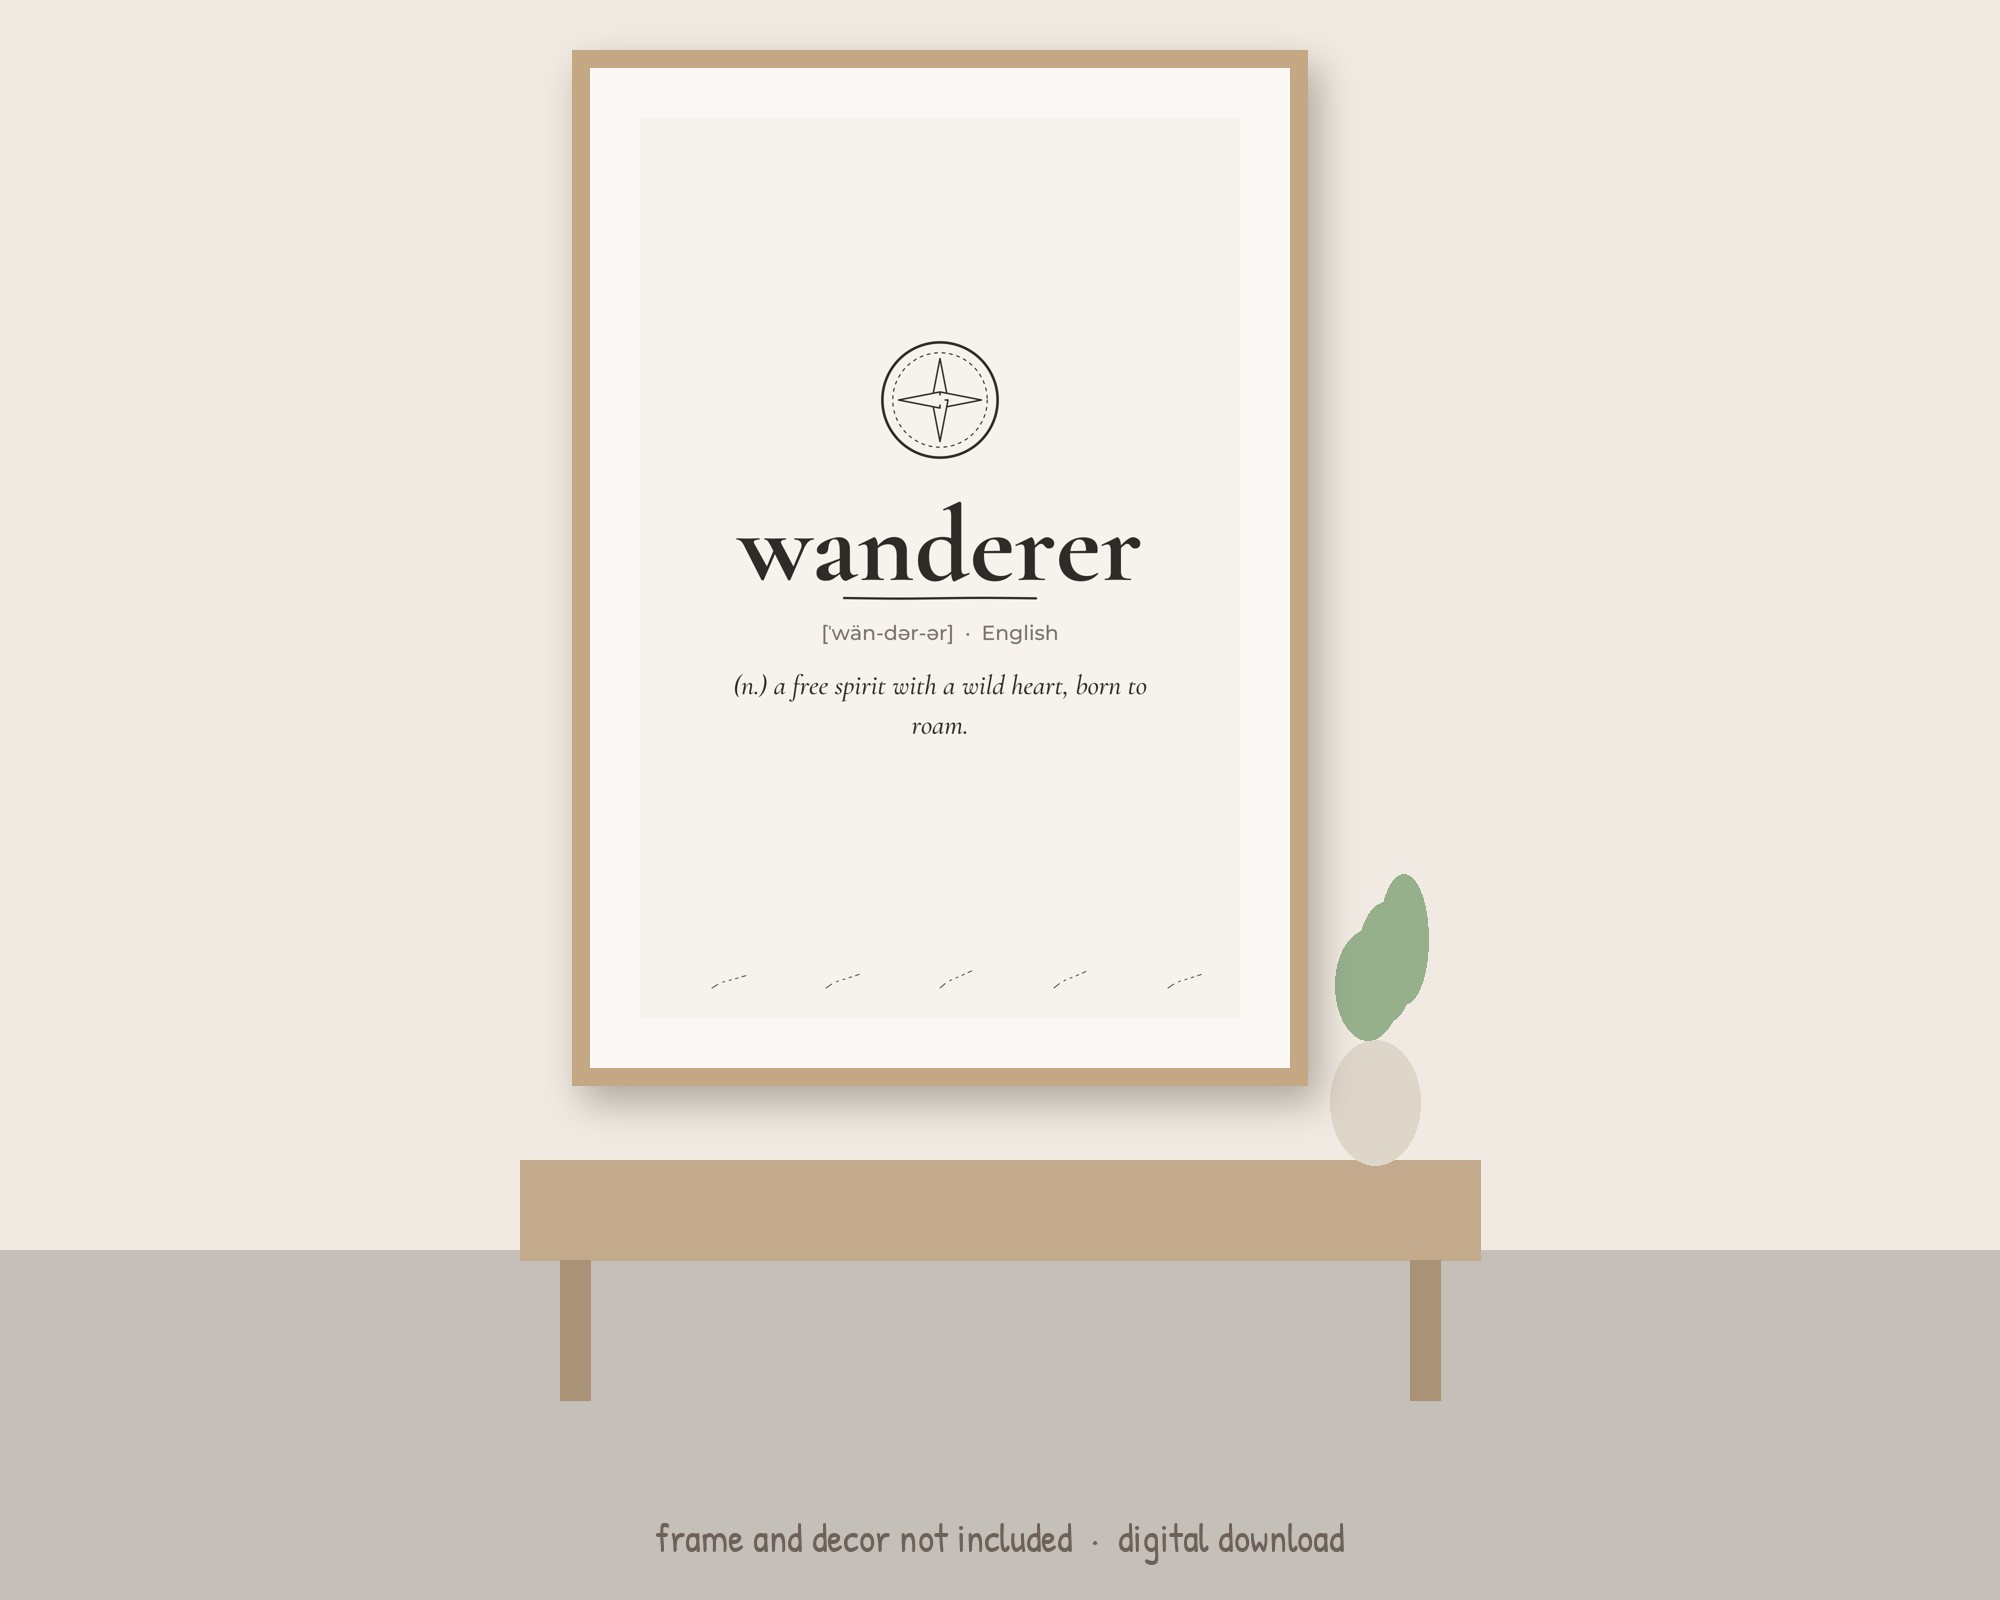 wanderer
[ˈwän-dər-ər] · English
(n.) a free spirit with a wild heart, born to
roam.
frame and decor not included · digital download